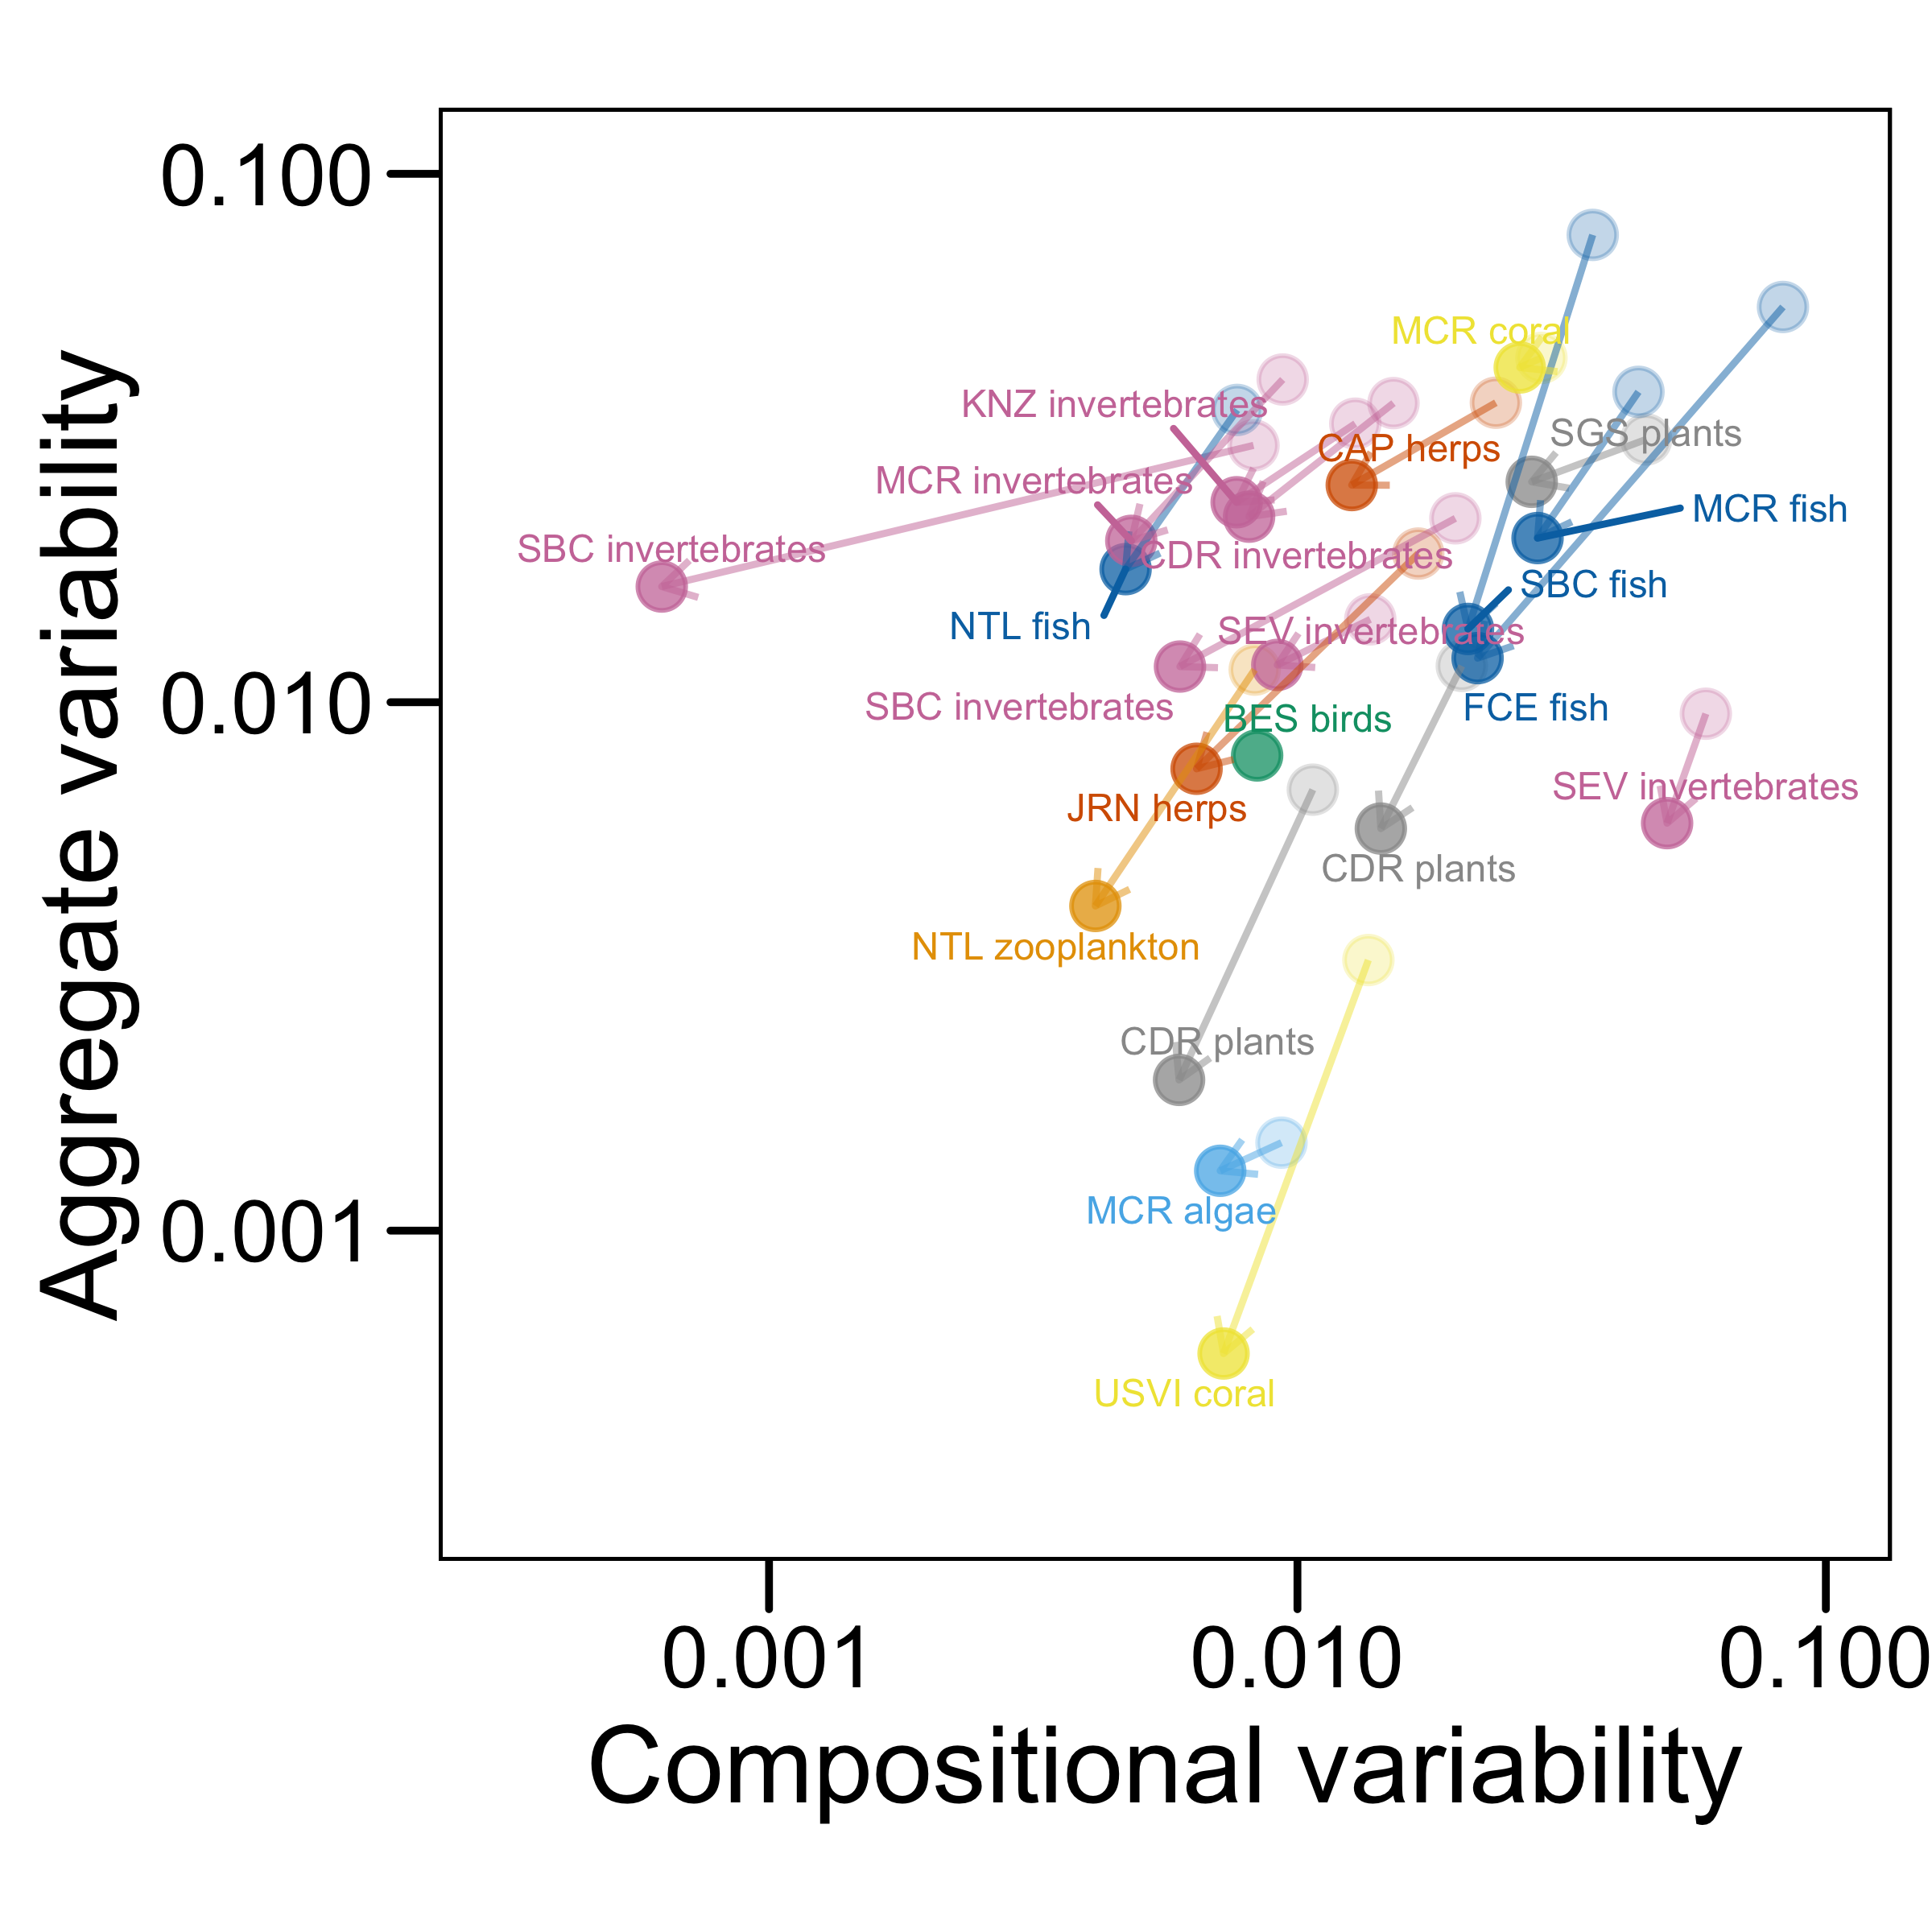 0.100
MCR coral
KNZ invertebrates
SGS plants
CAP herps
MCR invertebrates
MCR fish
SBC invertebrates
CDR invertebrates
SBC fish
NTL fish
SEV invertebrates
0.010
SBC invertebrates
FCE fish
BES birds
SEV invertebrates
JRN herps
CDR plants
NTL zooplankton
CDR plants
MCR algae
0.001
USVI coral
Aggregate variability
0.001
0.010
0.100
Compositional variability